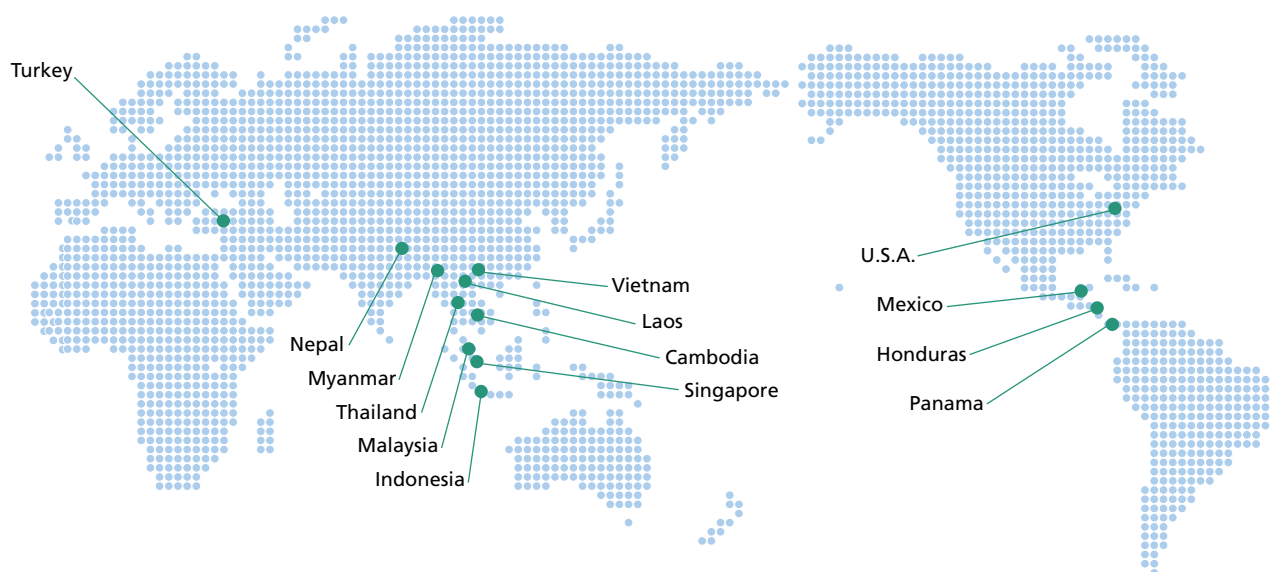 Turkey
Nepal
Myanmar
Thailand
Malaysia
Indonesia
Vietnam
Laos
Cambodia
Singapore
U.S.A.
Mexico
Honduras
Panama